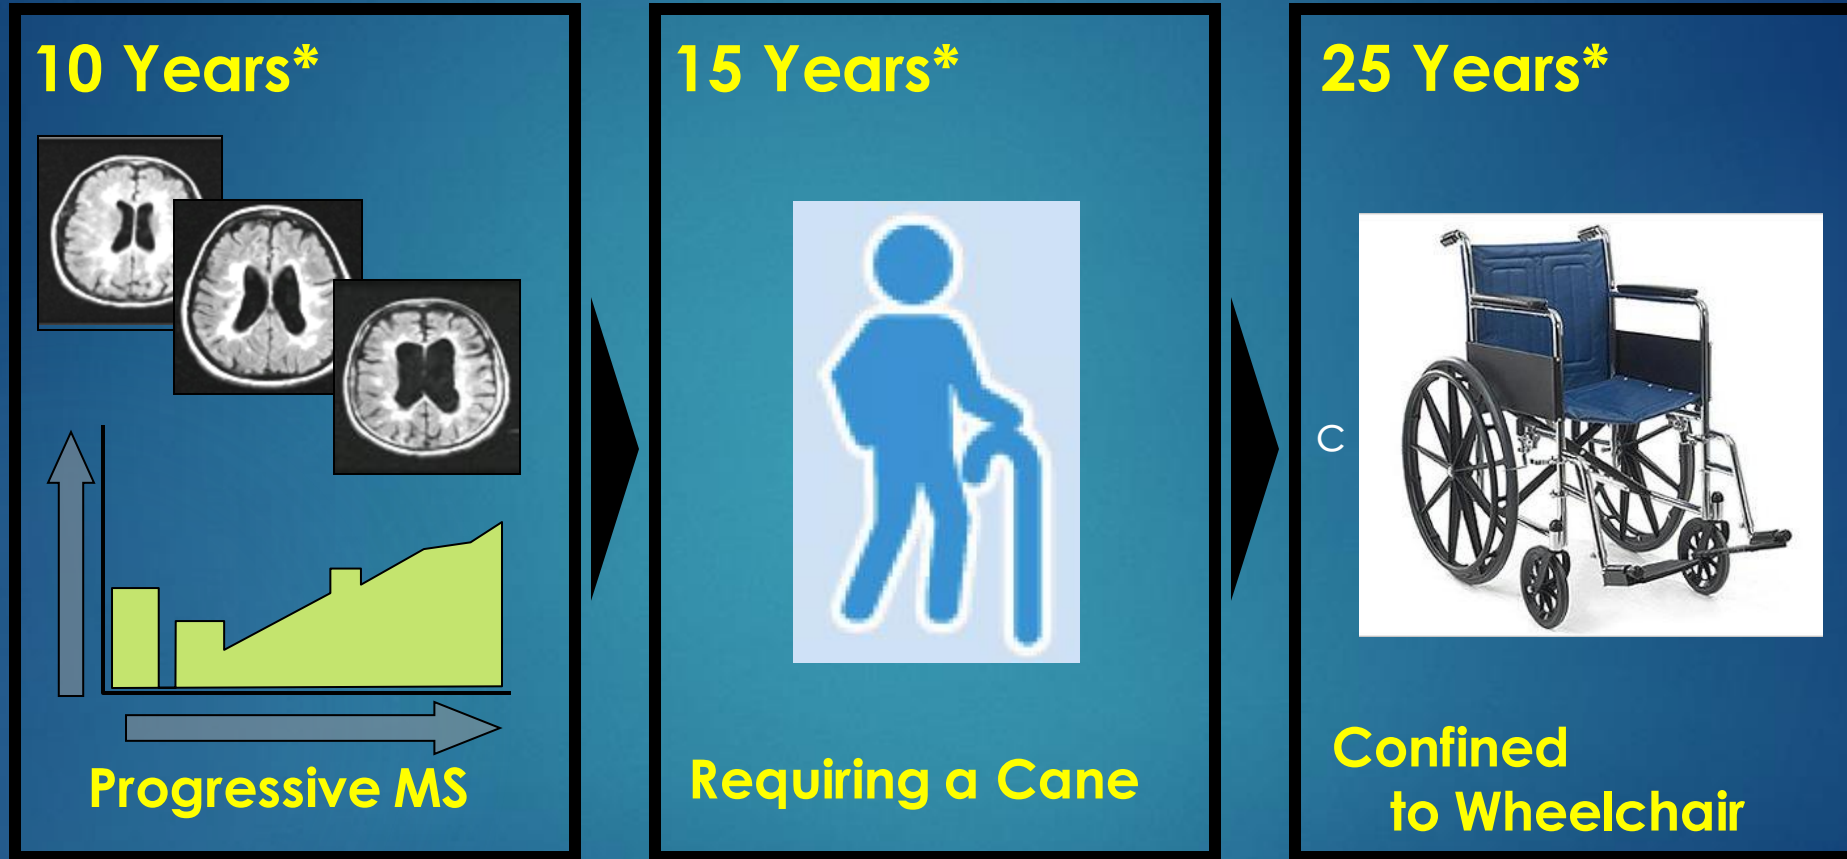 10 Years*
Progressive MS
15 Years*
Requiring a Cane
25 Years*
C
Confined
to Wheelchair